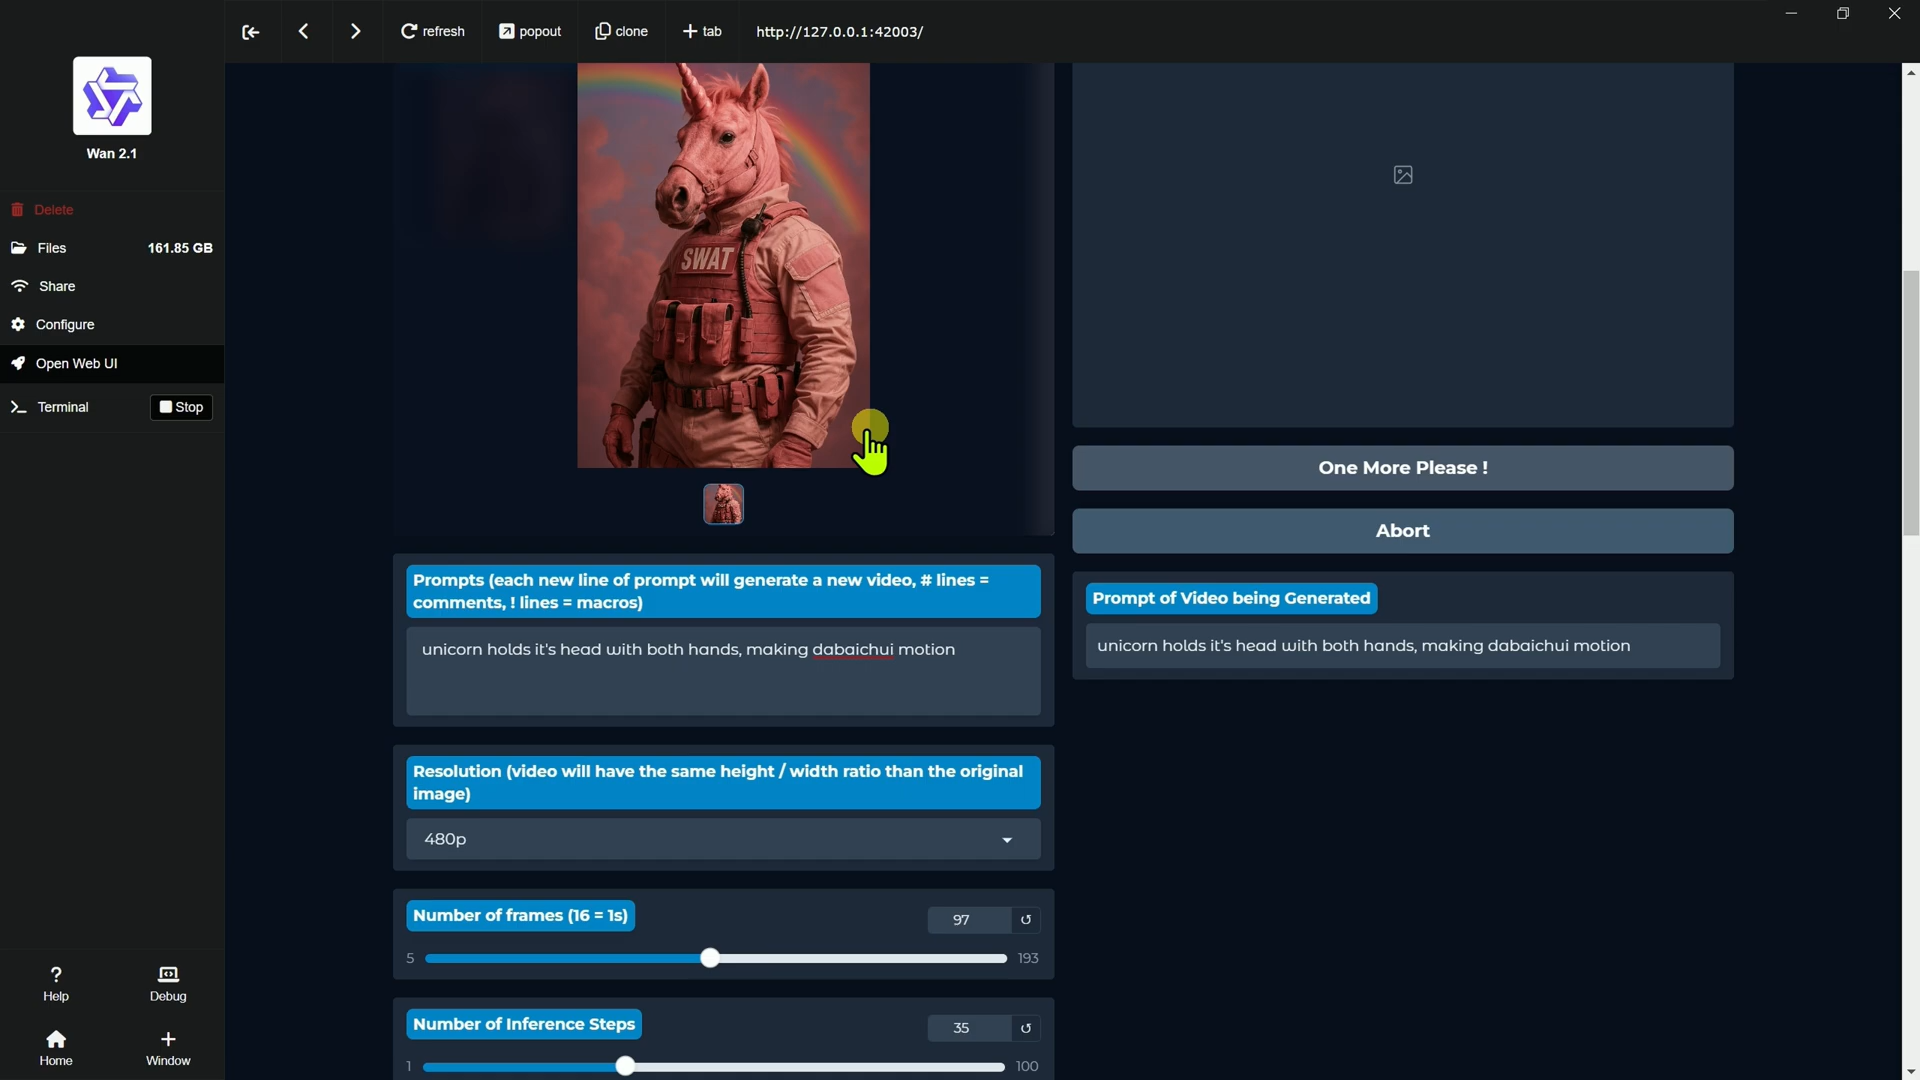 refresh
popout
clone
tab
http://127.0.0.1:42003/
Wan 2.1
Delete
Files 161.85 GB
Share
Configure
Open Web UI
Terminal
Stop
Help
Debug
Home
Window
SWAT
Prompts (each new line of prompt will generate a new video, # lines =
comments, ! lines = macros)
unicorn holds it's head with both hands, making dabaichui motion
Resolution (video will have the same height / width ratio than the original
image)
480p
Number of frames (16 = 1s)
97
5
193
Number of Inference Steps
35
1
100
One More Please !
Abort
Prompt of Video being Generated
unicorn holds it's head with both hands, making dabaichui motion